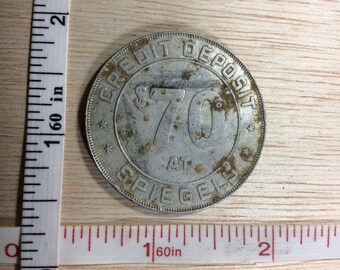 CREDIT DEPOSIT
$70
AT
SPIEGEL'S
2
1 60 in
0 1 60in 2